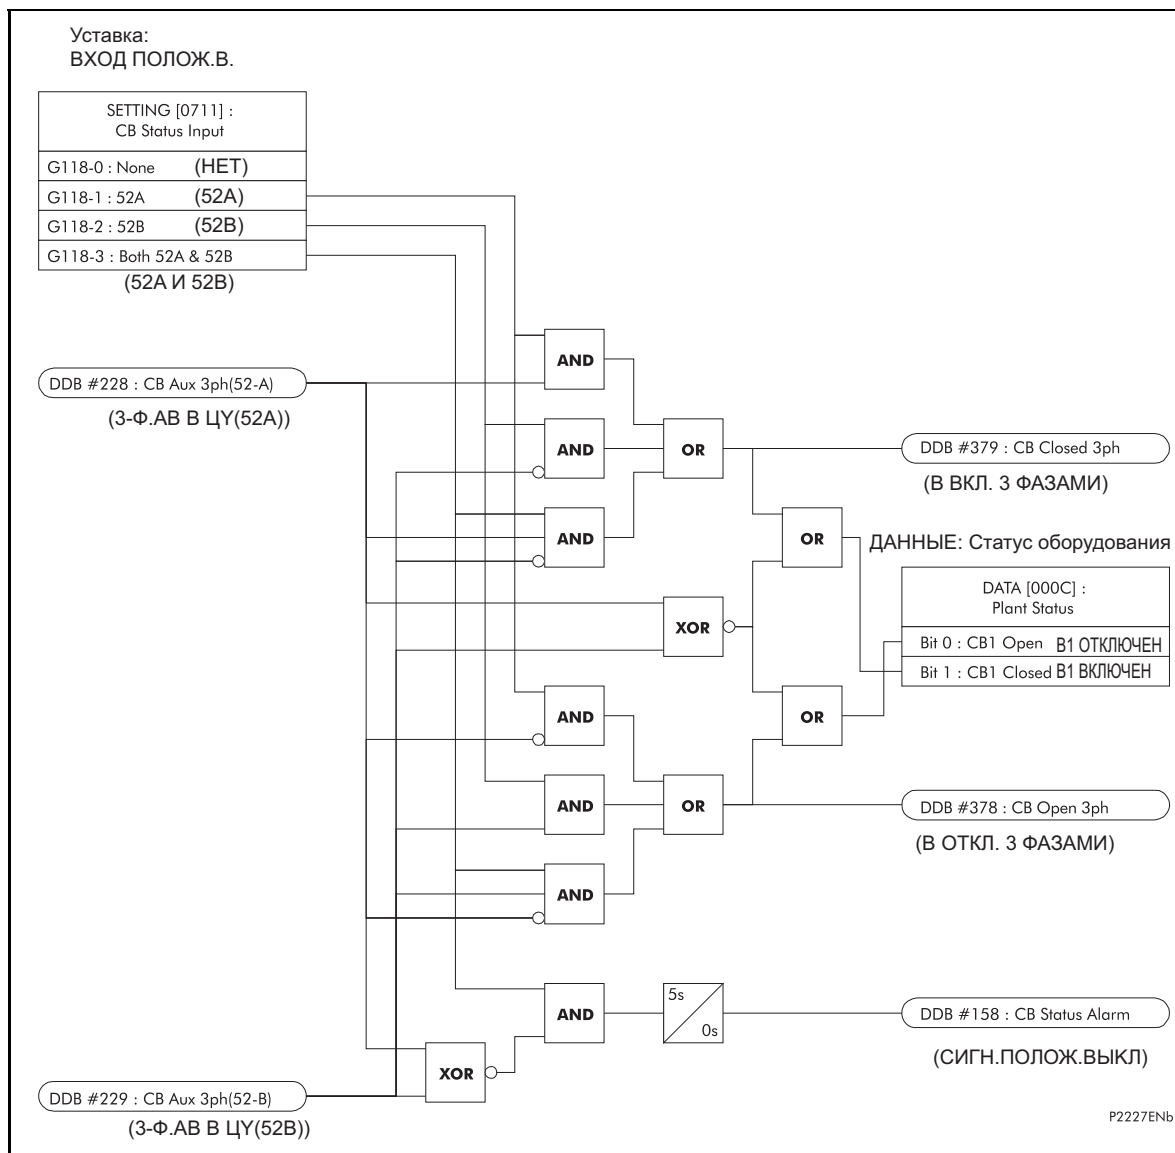 Уставка:
ВХОД ПОЛОЖ.В.
SETTING [0711] :
CB Status Input
G118-0 : None (НЕТ)
G118-1 : 52A (52A)
G118-2 : 52B (52B)
G118-3 : Both 52A & 52B
(52A И 52B)
AND
DDB #228 : CB Aux 3ph(52-A)
(3-Ф.АВ В ЦY(52A))
AND
OR
DDB #379 : CB Closed 3ph
(В ВКЛ. 3 ФАЗАМИ)
AND
OR
ДАННЫЕ: Статус оборудования
DATA [000C] :
Plant Status
XOR
Bit 0 : CB1 Open В1 ОТКЛЮЧЕН
Bit 1 : CB1 Closed В1 ВКЛЮЧЕН
AND
OR
AND
OR
DDB #378 : CB Open 3ph
(В ОТКЛ. 3 ФАЗАМИ)
AND
5s
0s
AND
DDB #158 : CB Status Alarm
(СИГН.ПОЛОЖ.ВЫКЛ)
XOR
DDB #229 : CB Aux 3ph(52-B)
(3-Ф.АВ В ЦY(52B))
P2227ENb